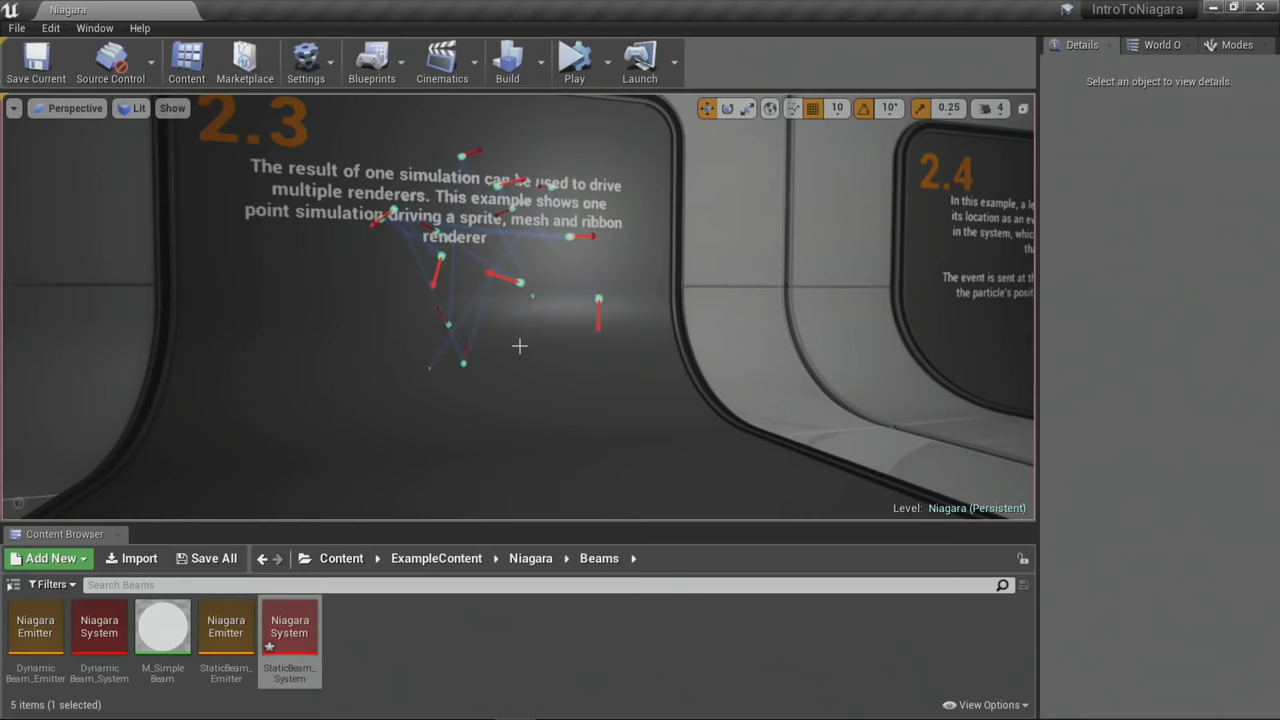 Niagara
IntroToNiagara
File Edit Window Help
Save Current Source Control Content Marketplace Settings Blueprints Cinematics Build Play Launch
Details World O Modes
Select an object to view details.
Perspective Lit Show
10 10° 0.25 4
2.3
The result of one simulation can be used to drive
multiple renderers. This example shows one
point simulation driving a sprite, mesh and ribbon
renderer
2.4
In this example, a le
its location as an ev
in the system, whic
tha
The event is sent at th
the particle's posit
Level: Niagara (Persistent)
Content Browser
Add New Import Save All Content ExampleContent Niagara Beams
Filters Search Beams
Niagara Emitter
Niagara System
Niagara Emitter
Niagara System
Dynamic Beam_Emitter
Dynamic Beam_System
M_Simple Beam
StaticBeam_ Emitter
StaticBeam_ System
5 items (1 selected)
View Options